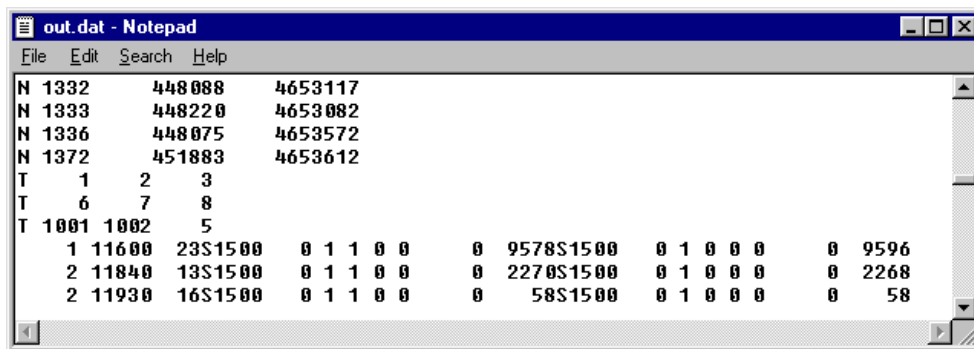 out.dat - Notepad
File Edit Search Help
N 1332      448088     4653117
N 1333      448220     4653082
N 1336      448075     4653572
N 1372      451883     4653612
T    1    2    3
T    6    7    8
T 1001 1002    5
    1 11600  23S1500   0 1 1 0 0     0 9578S1500   0 1 0 0 0     0  9596
    2 11840  13S1500   0 1 1 0 0     0 2270S1500   0 1 0 0 0     0  2268
    2 11930  16S1500   0 1 1 0 0     0   58S1500   0 1 0 0 0     0    58